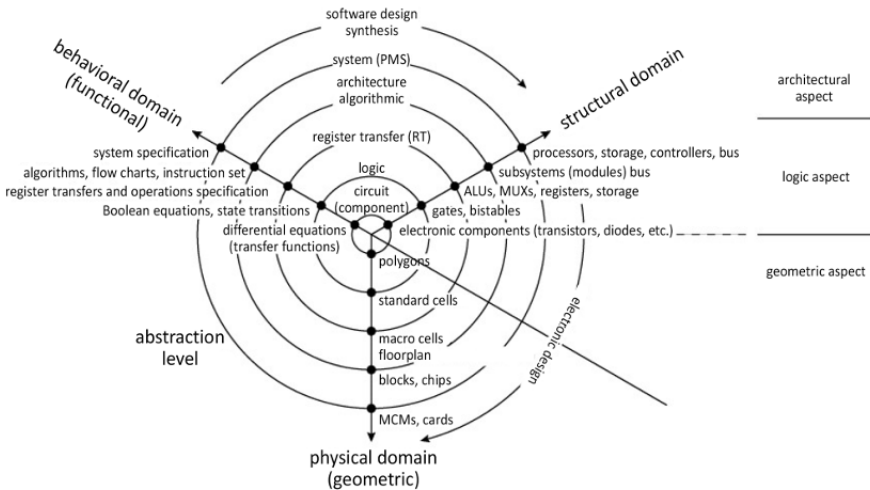 software design
synthesis
behavioral domain
(functional)
system (PMS)
architecture
algorithmic
structural domain
architectural
aspect
register transfer (RT)
system specification
processors, storage, controllers, bus
algorithms, flow charts, instruction set
logic
subsystems (modules) bus
logic aspect
register transfers and operations specification
circuit
ALUs, MUXs, registers, storage
Boolean equations, state transitions
(component)
gates, bistables
differential equations
(transfer functions)
electronic components (transistors, diodes, etc.)
polygons
geometric aspect
standard cells
electronic design
abstraction
level
macro cells
floorplan
blocks, chips
MCMs, cards
physical domain
(geometric)